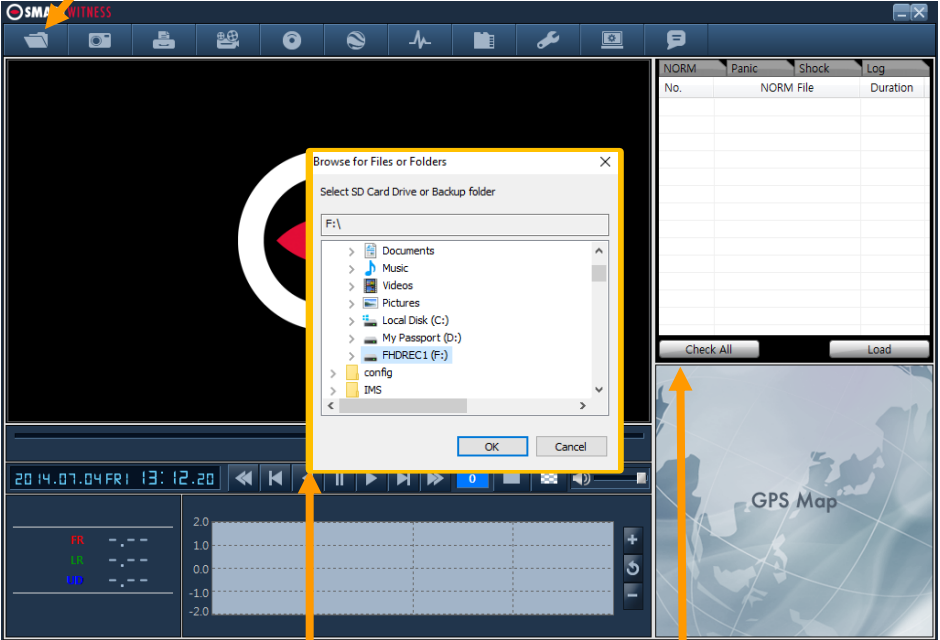 SMA WITNESS
NORM Panic Shock Log
No. NORM File Duration
Browse for Files or Folders
Select SD Card Drive or Backup folder
F:\
Documents
Music
Videos
Pictures
Local Disk (C:)
My Passport (D:)
FHDREC1 (F:)
config
IMS
OK Cancel
Check All Load
2014.07.04 FRI 13:12.20
0
GPS Map
FR -.--
LR -.--
UD -.--
2.0
1.0
0.0
-1.0
-2.0